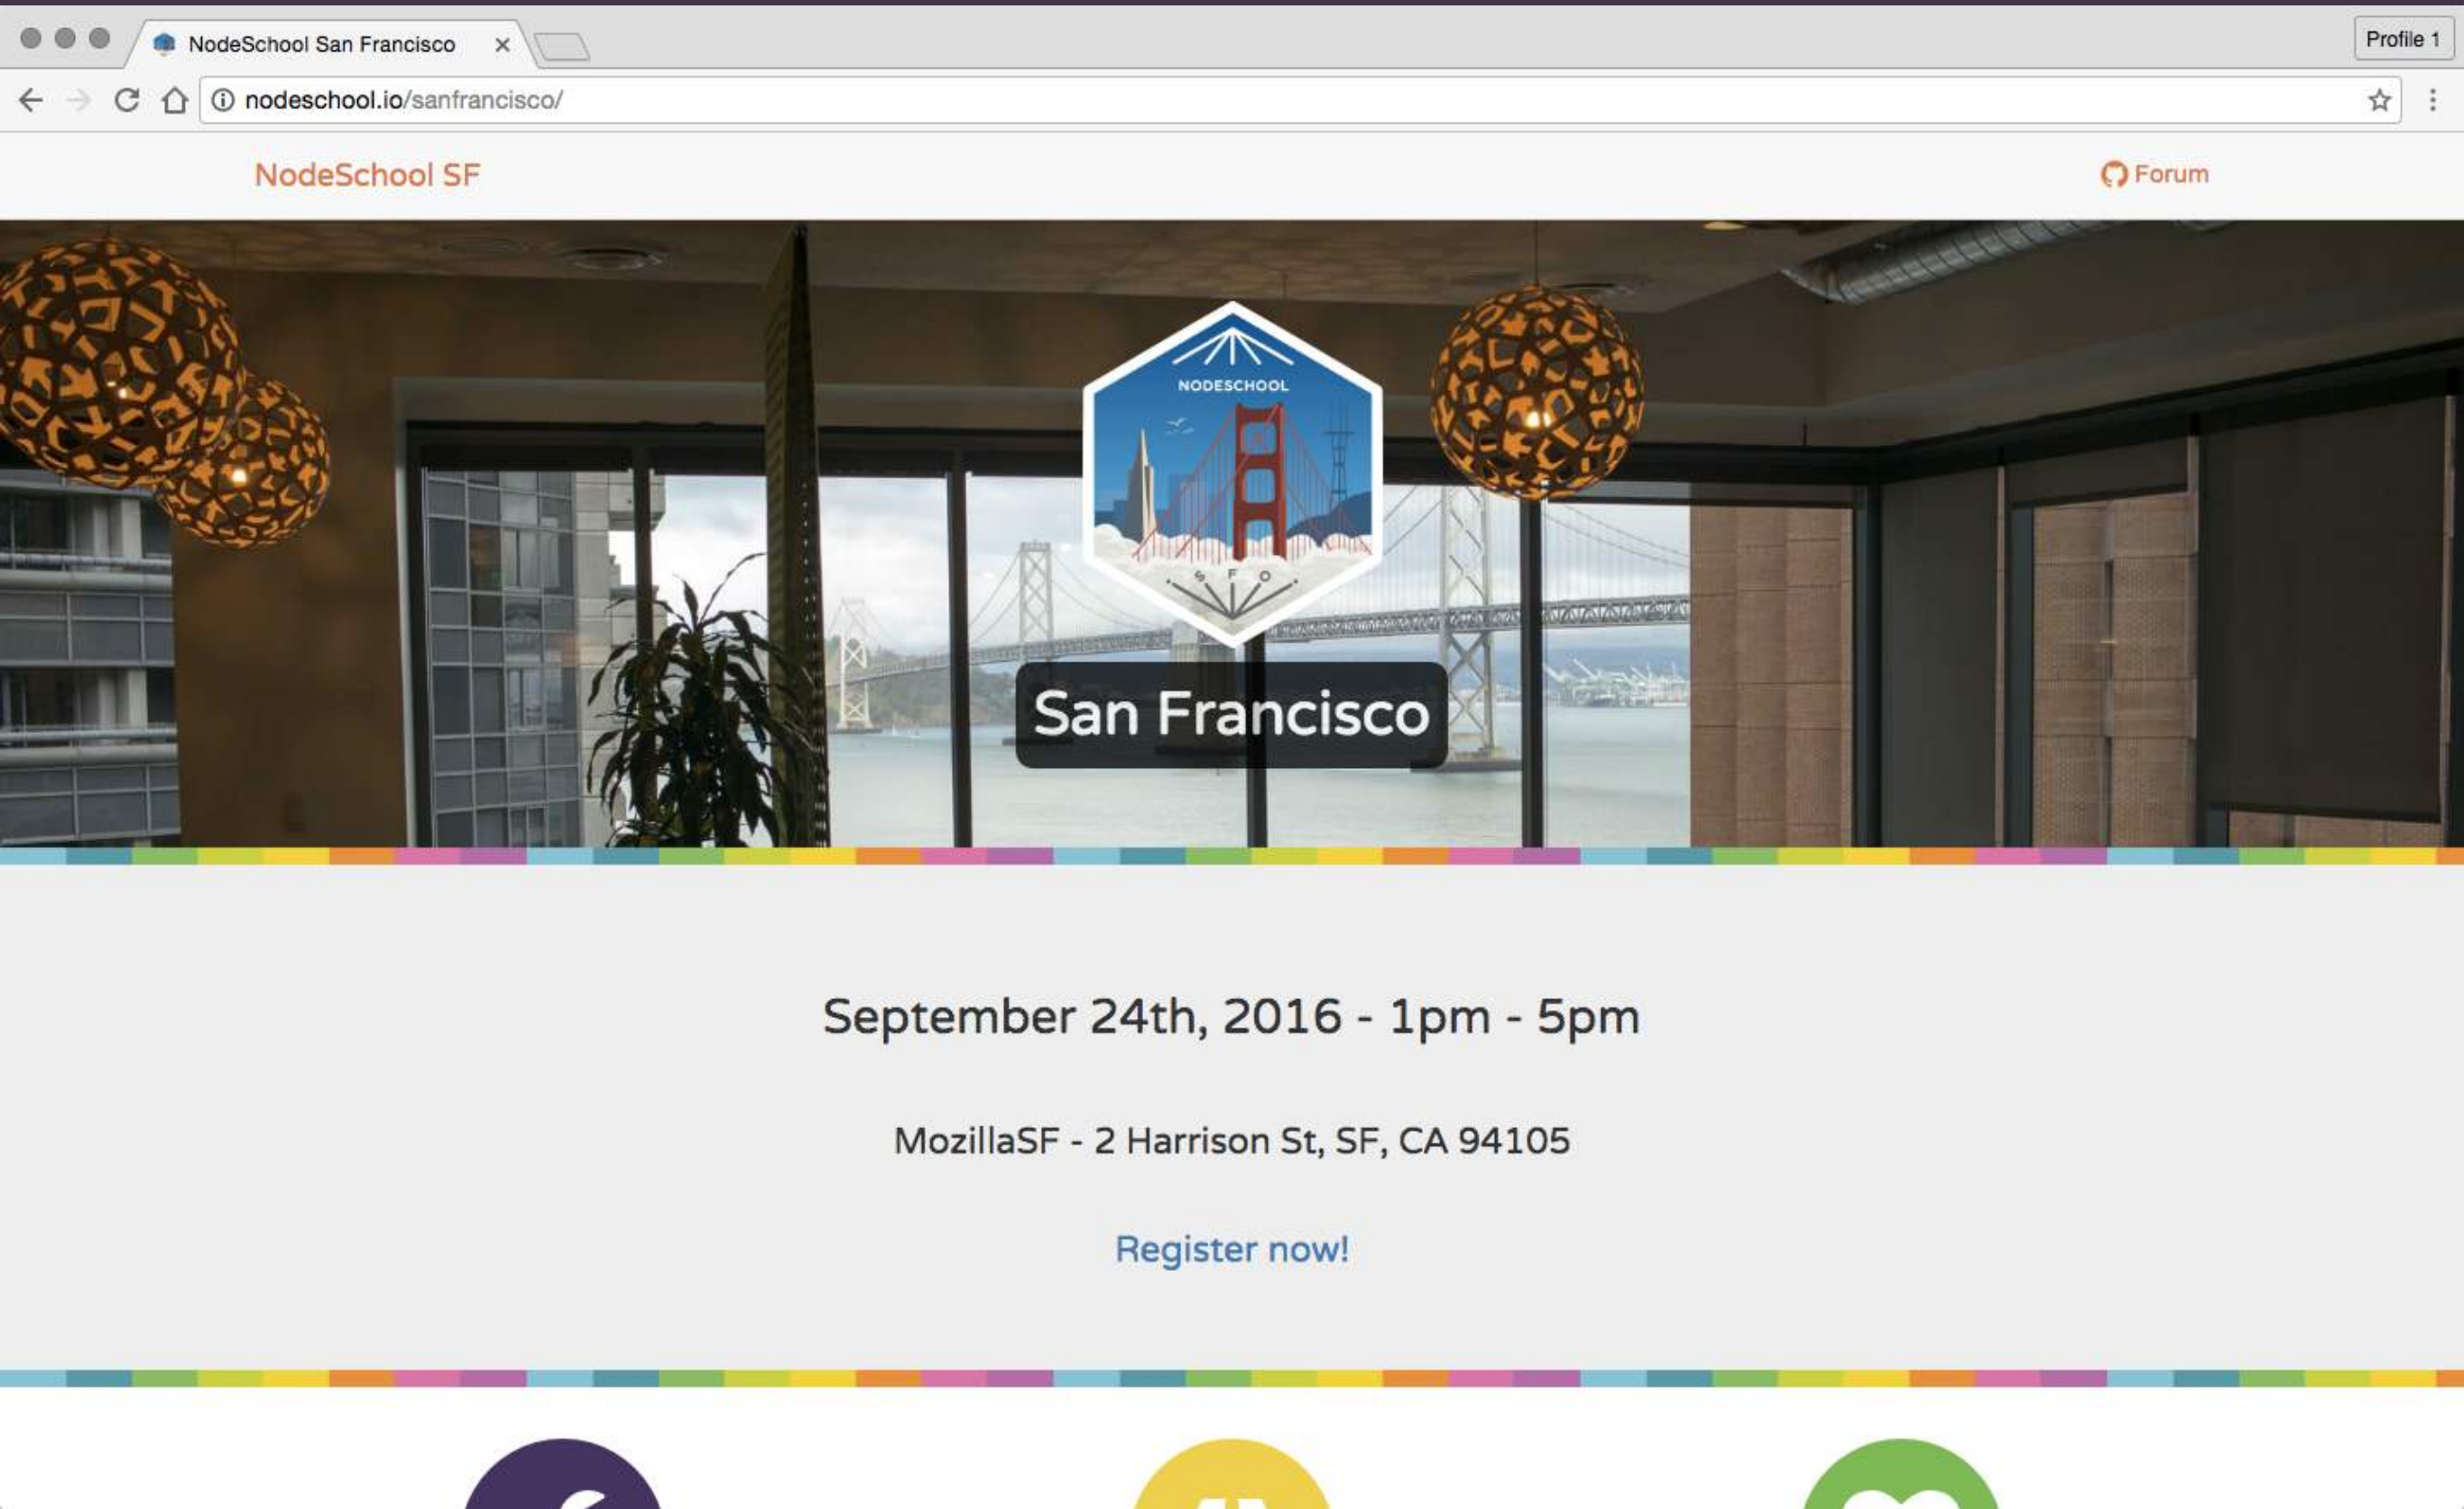 NodeSchool San Francisco
Profile 1
nodeschool.io/sanfrancisco/
NodeSchool SF
Forum
NODESCHOOL
SFO
San Francisco
September 24th, 2016 - 1pm - 5pm
MozillaSF - 2 Harrison St, SF, CA 94105
Register now!